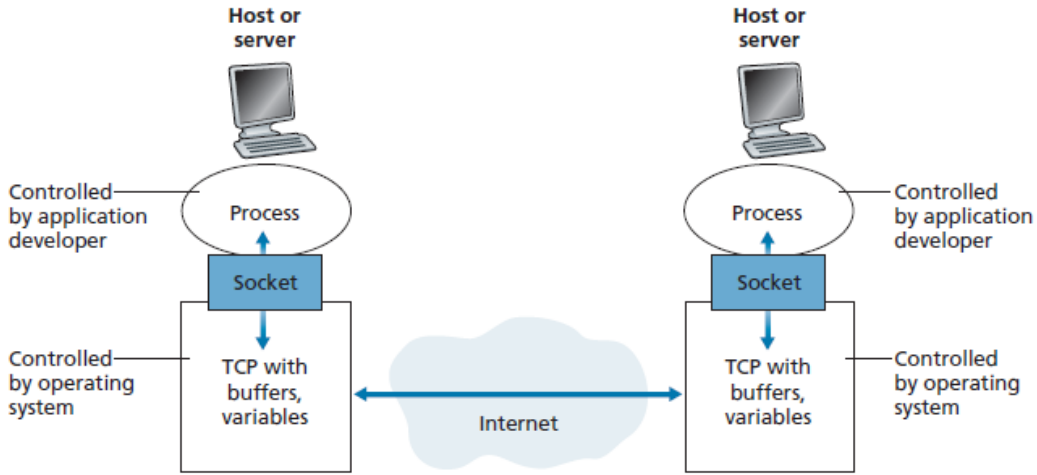 Host or
server
Host or
server
Controlled
by application
developer
Process
Process
Controlled
by application
developer
Socket
Socket
Controlled
by operating
system
TCP with
buffers,
variables
Internet
TCP with
buffers,
variables
Controlled
by operating
system